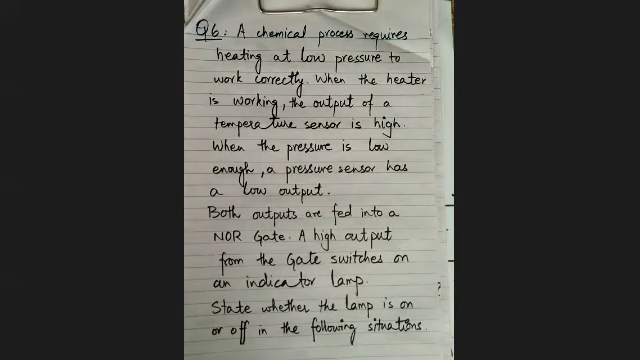 Q6: A chemical process requires
heating at low pressure to
work correctly. When the heater
is working, the output of a
temperature sensor is high.
When the pressure is low
enough, a pressure sensor has
a low output.
Both outputs are fed into a
NOR Gate. A high output
from the Gate switches on
an indicator lamp.
State whether the lamp is on
or off in the following situations.